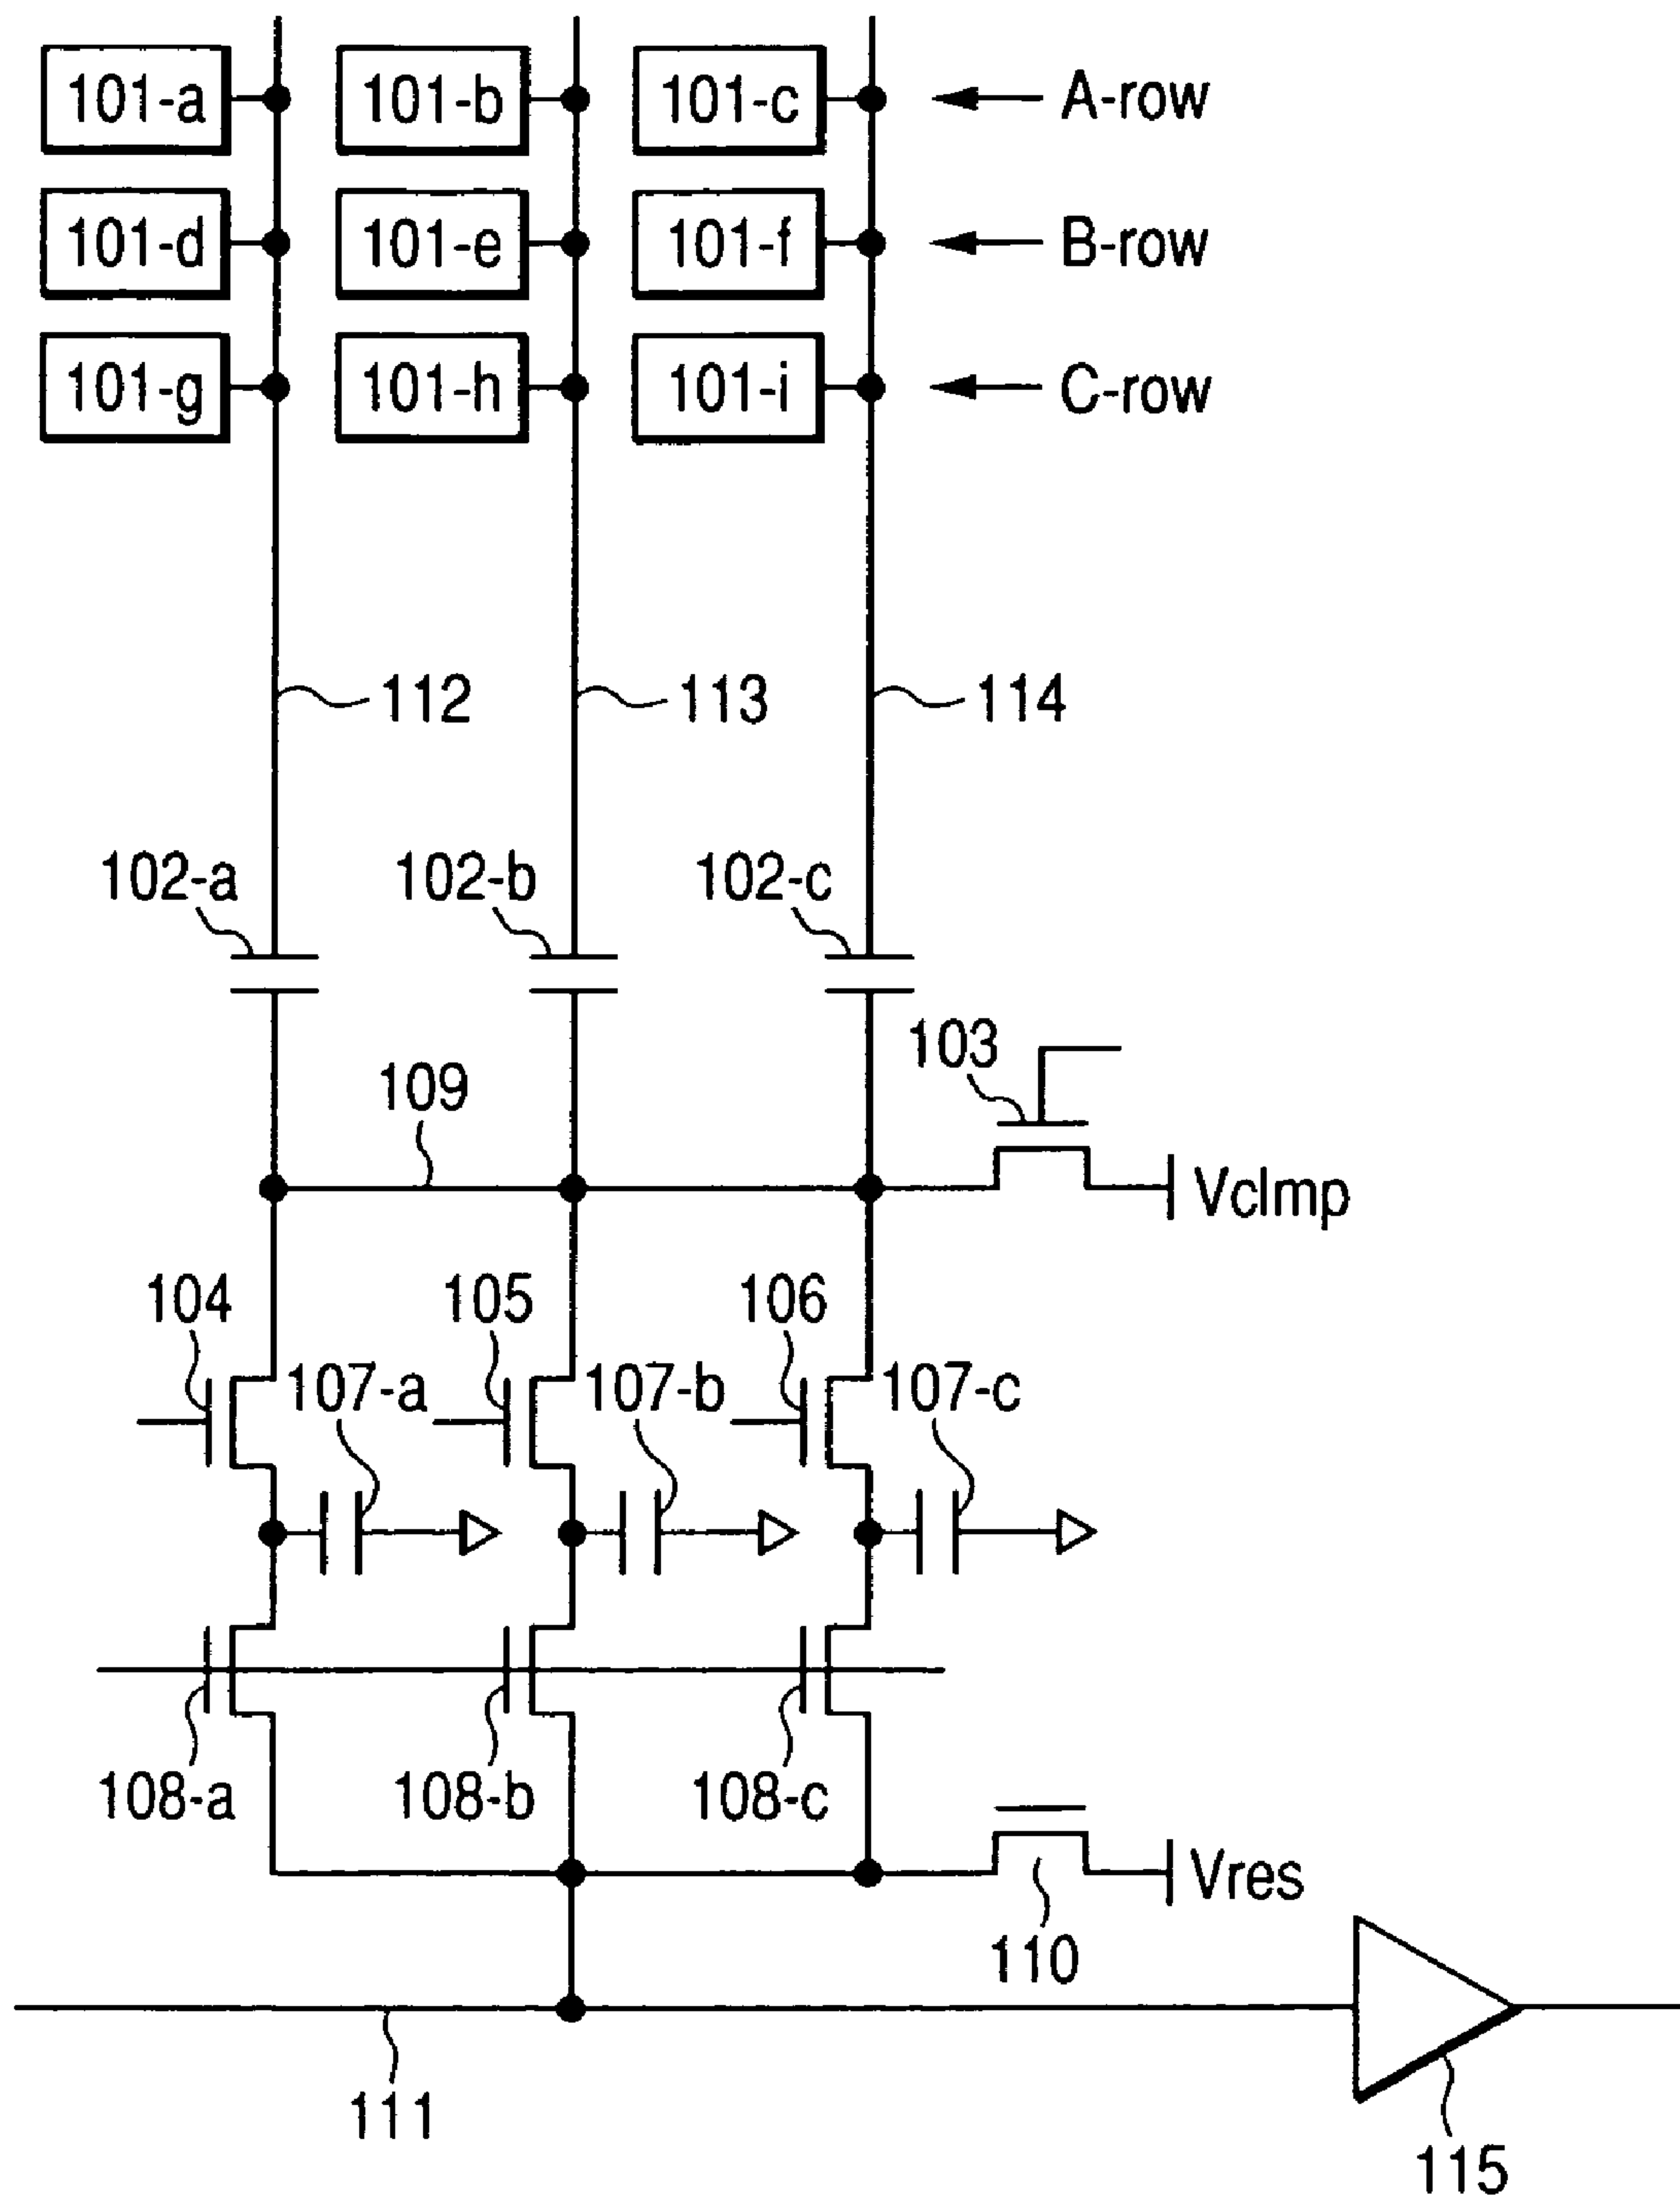 101-a 101-b 101-c A-row
101-d 101-e 101-f B-row
101-g 101-h 101-i C-row
112 113 114
102-a 102-b 102-c
103
109
Vclmp
104 105 106
107-a 107-b 107-c
108-a 108-b 108-c
Vres
110
111
115